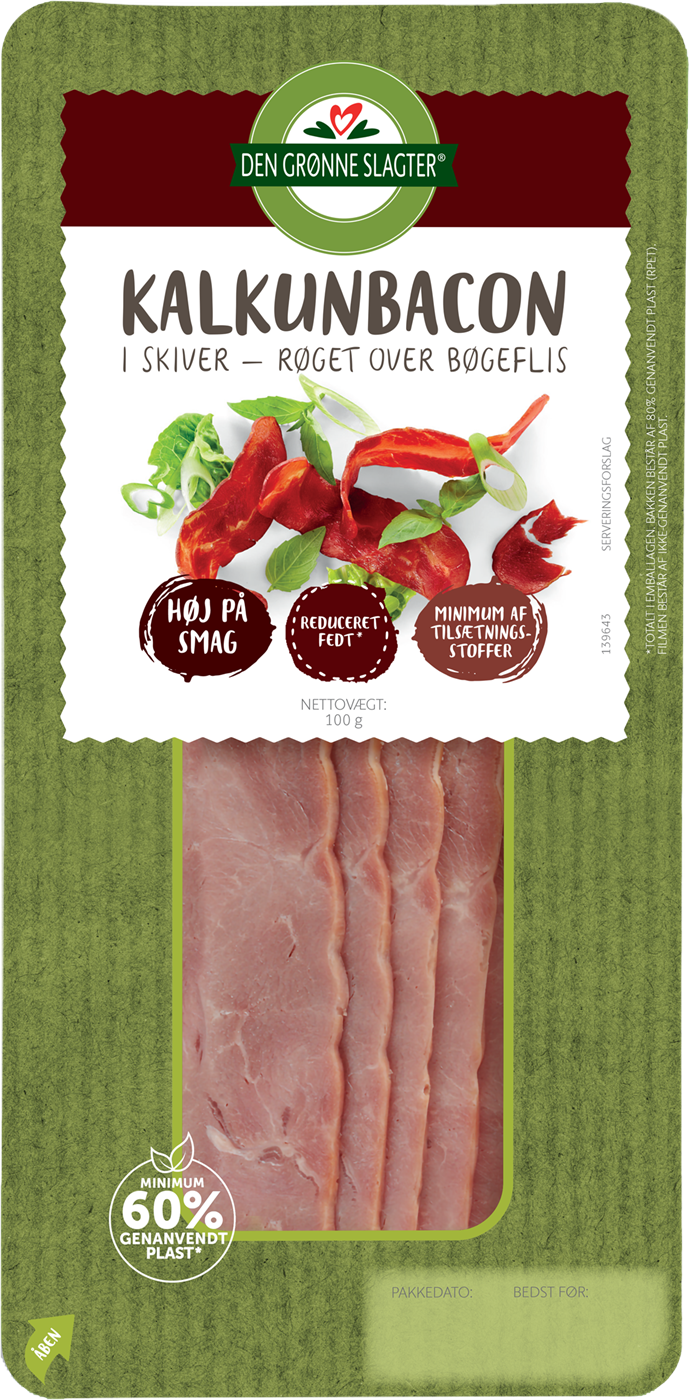 DEN GRØNNE SLAGTER®
KALKUNBACON
I SKIVER – RØGET OVER BØGEFLIS
HØJ PÅ
SMAG
REDUCERET
FEDT*
MINIMUM AF
TILSÆTNINGS-
STOFFER
NETTOVÆGT:
100 g
139643
SERVERINGSFORSLAG
*TOTALT I EMBALLAGEN. BAKKEN BESTÅR AF 80% GENANVENDT PLAST (RPET),
FILMEN BESTÅR AF IKKE-GENANVENDT PLAST.
MINIMUM
60%
GENANVENDT
PLAST*
PAKKEDATO:
BEDST FØR:
ÅBEN